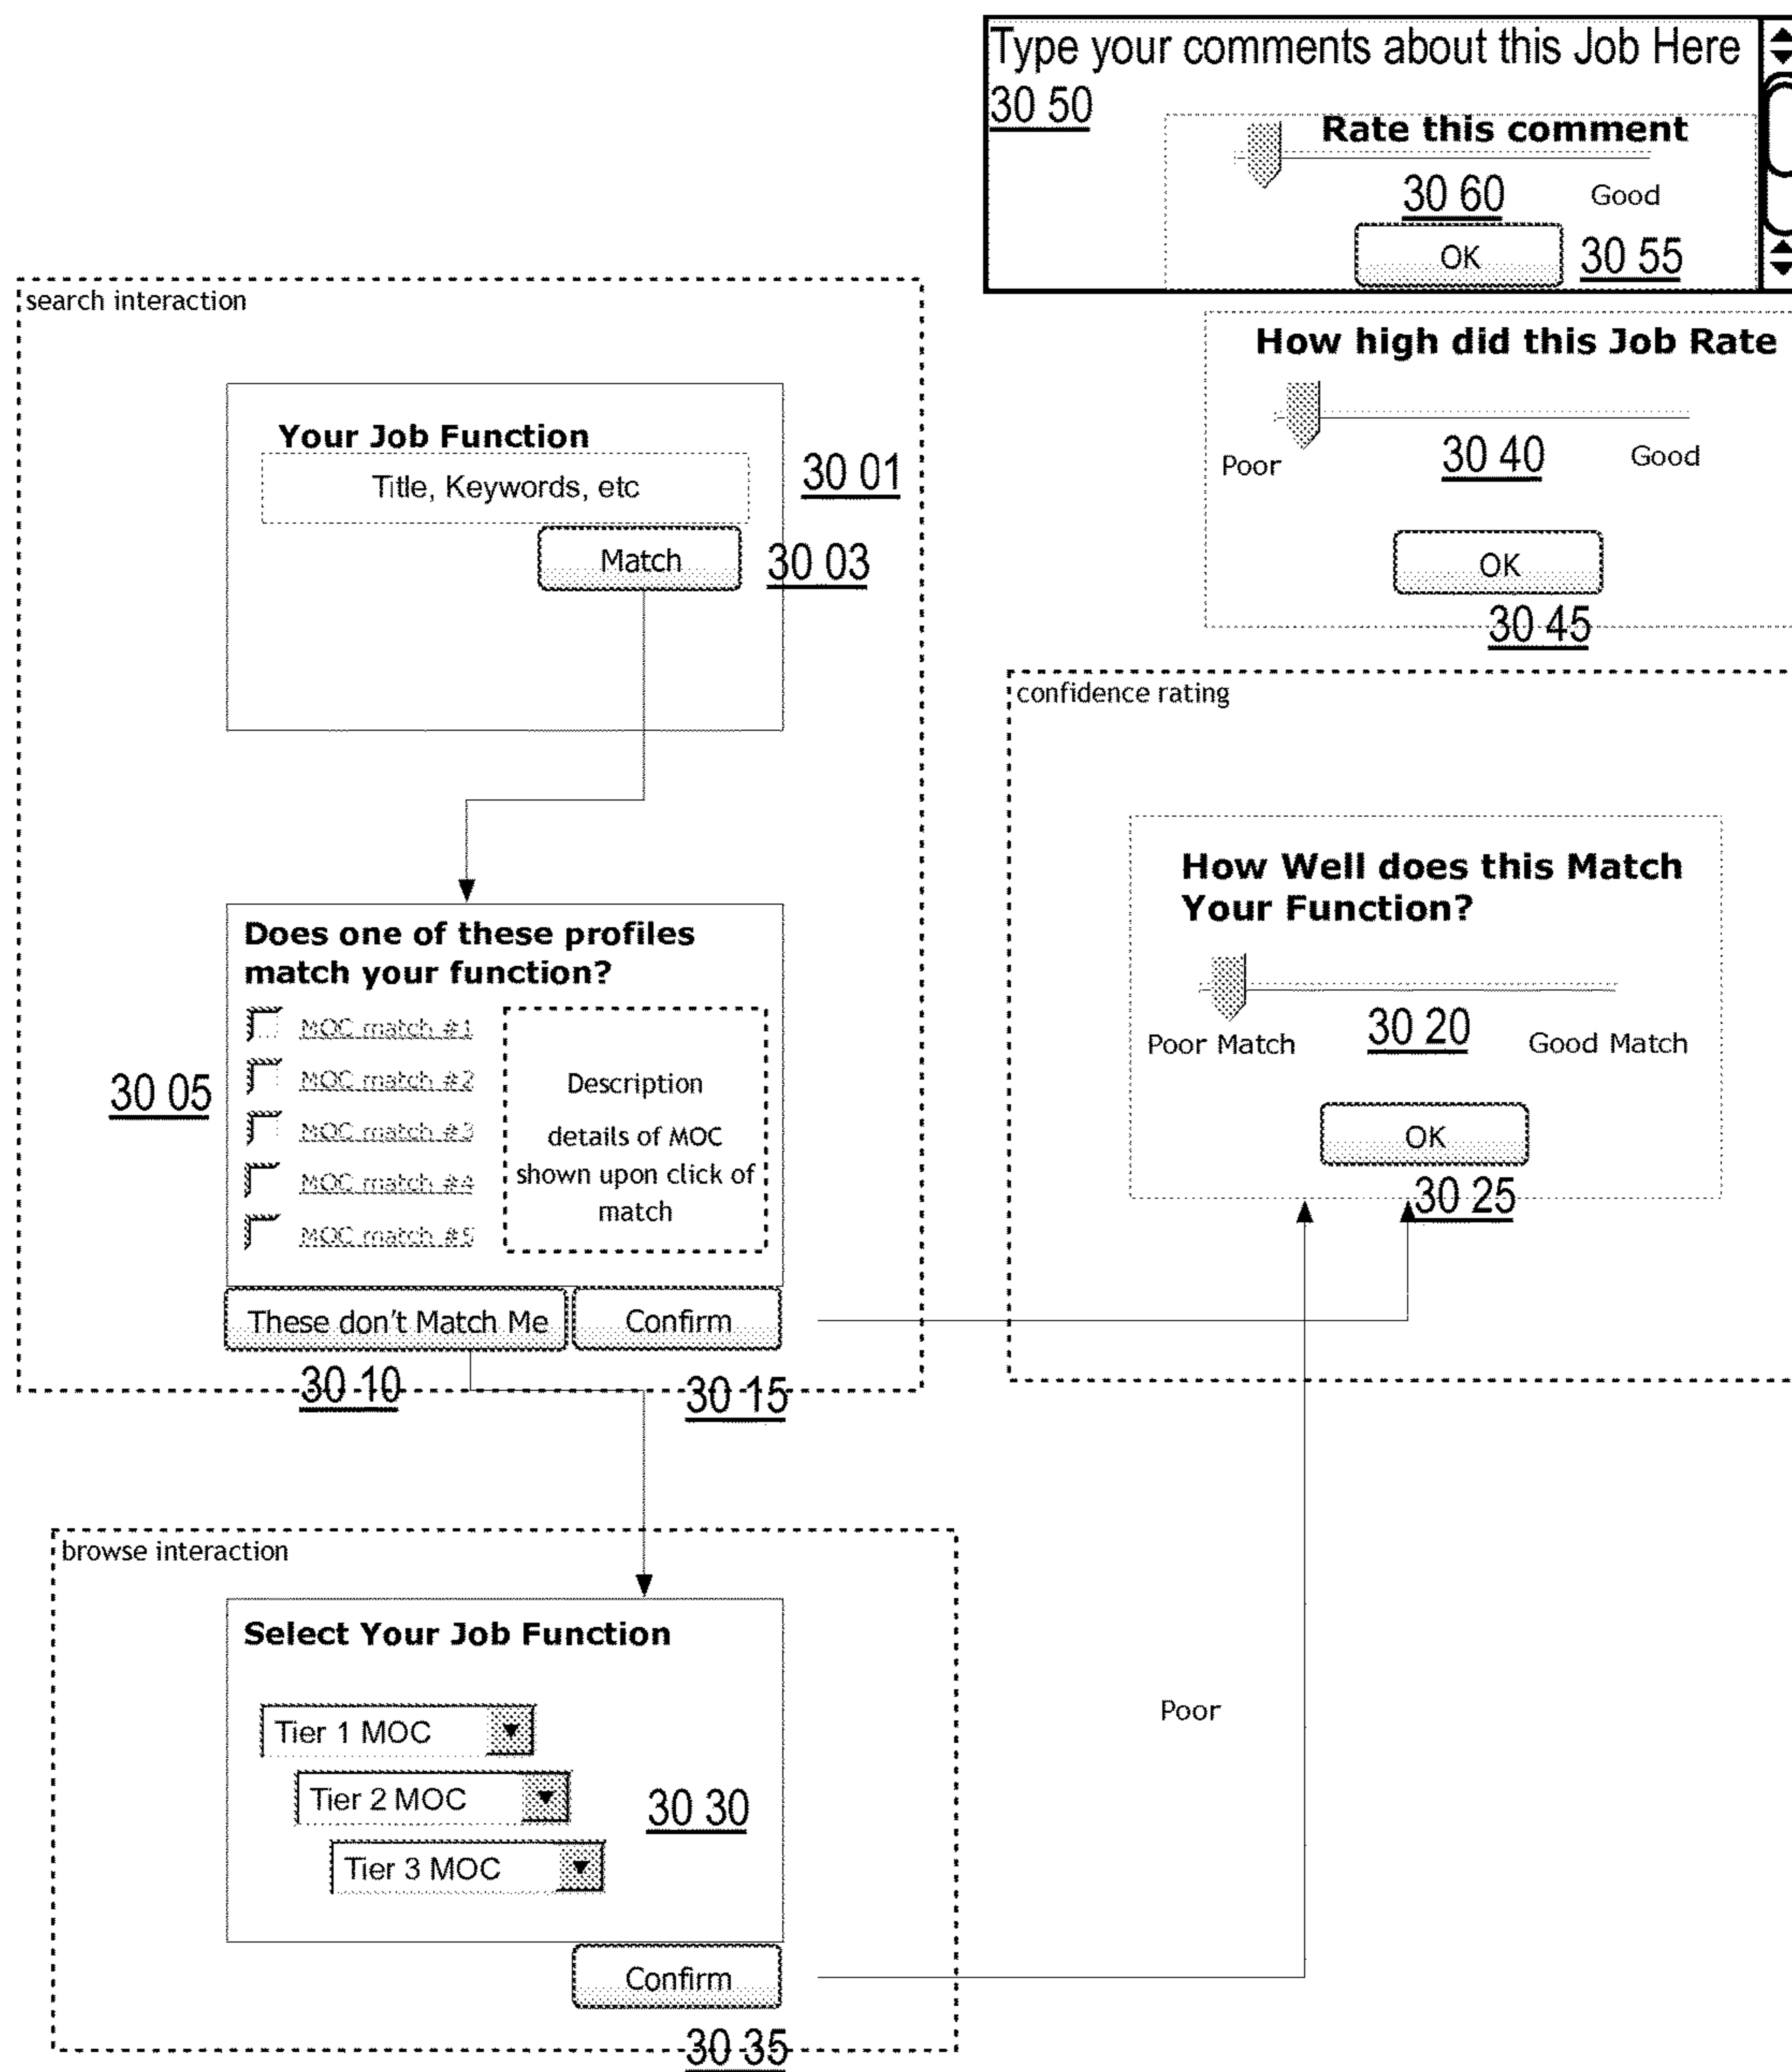 Type your comments about this Job Here
30 50
Rate this comment
30 60
Good
OK
30 55
How high did this Job Rate
Poor
30 40
Good
OK
30 45
search interaction
Your Job Function
Title, Keywords, etc
30 01
Match
30 03
Does one of these profiles
match your function?
30 05
MOC match #1
MOC match #2
MOC match #3
MOC match #4
MOC match #5
Description
details of MOC
shown upon click of
match
These don't Match Me
Confirm
30 10
30 15
confidence rating
How Well does this Match
Your Function?
Poor Match
30 20
Good Match
OK
30 25
browse interaction
Select Your Job Function
Tier 1 MOC
Tier 2 MOC
Tier 3 MOC
30 30
Confirm
30 35
Poor